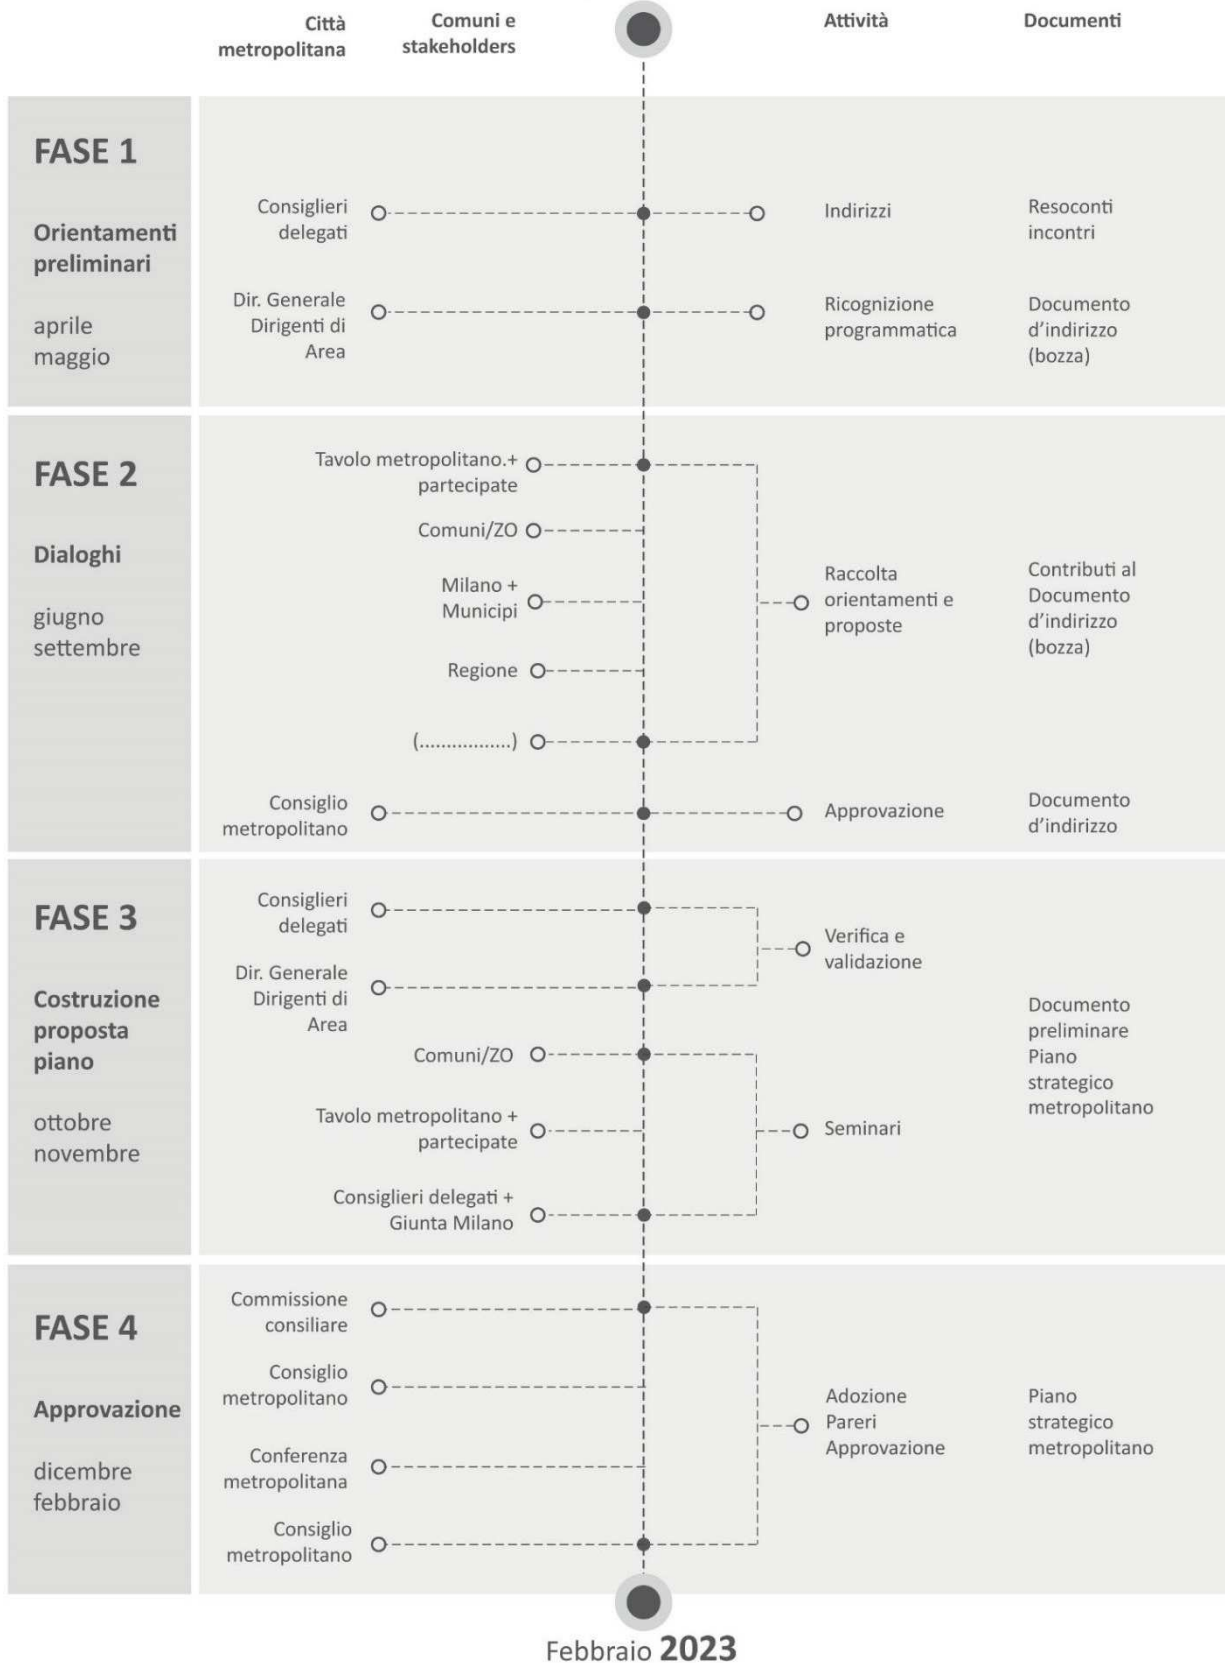 Città
metropolitana
Comuni e
stakeholders
Attività
Documenti
FASE 1
Orientamenti
preliminari
aprile
maggio
Consiglieri
delegati
Indirizzi
Resoconti
incontri
Dir. Generale
Dirigenti di
Area
Ricognizione
programmatica
Documento
d'indirizzo
(bozza)
FASE 2
Dialoghi
giugno
settembre
Tavolo metropolitano.+
partecipate
Comuni/ZO
Milano +
Municipi
Regione
(.................)
Raccolta
orientamenti e
proposte
Contributi al
Documento
d'indirizzo
(bozza)
Consiglio
metropolitano
Approvazione
Documento
d'indirizzo
FASE 3
Costruzione
proposta
piano
ottobre
novembre
Consiglieri
delegati
Dir. Generale
Dirigenti di
Area
Verifica e
validazione
Comuni/ZO
Tavolo metropolitano +
partecipate
Consiglieri delegati +
Giunta Milano
Seminari
Documento
preliminare
Piano
strategico
metropolitano
FASE 4
Approvazione
dicembre
febbraio
Commissione
consiliare
Consiglio
metropolitano
Conferenza
metropolitana
Consiglio
metropolitano
Adozione
Pareri
Approvazione
Piano
strategico
metropolitano
Febbraio 2023